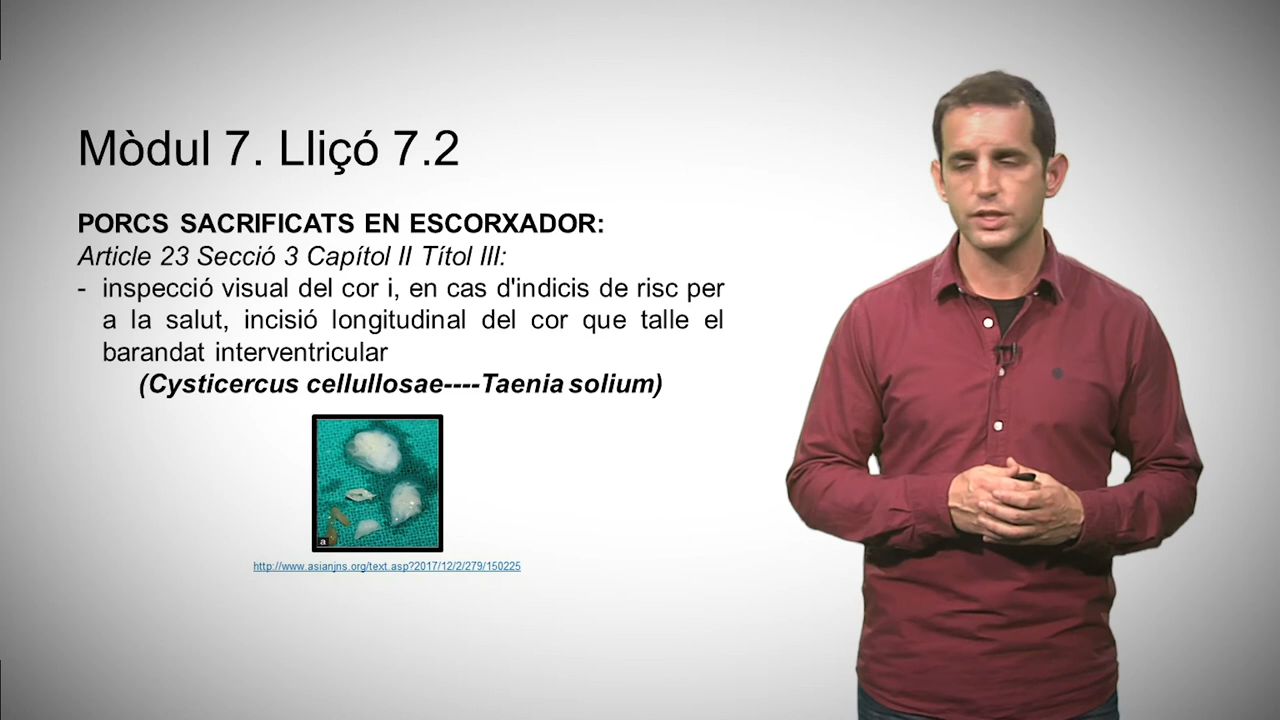 Mòdul 7. Lliçó 7.2
PORCS SACRIFICATS EN ESCORXADOR:
Article 23 Secció 3 Capítol II Títol III:
- inspecció visual del cor i, en cas d'indicis de risc per
a la salut, incisió longitudinal del cor que talle el
barandat interventricular
(Cysticercus cellullosae----Taenia solium)
a
http://www.asianjns.org/text.asp?2017/12/2/279/150225